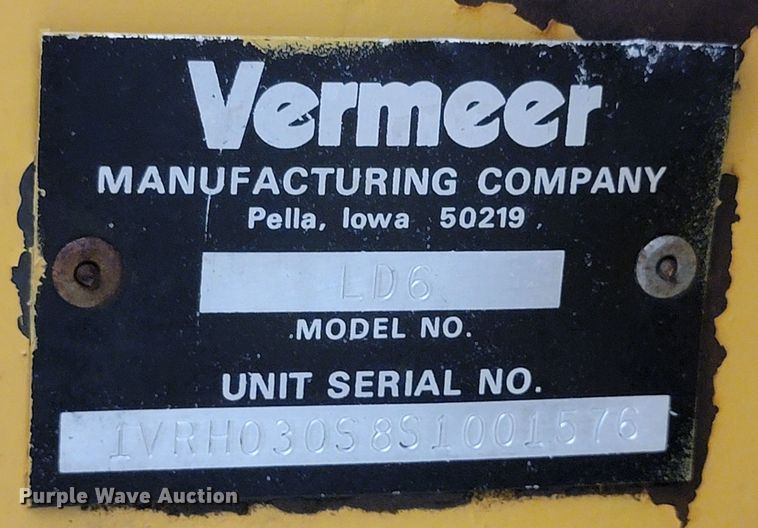 Vermeer
MANUFACTURING COMPANY
Pella, Iowa 50219
LD6
MODEL NO.
UNIT SERIAL NO.
1VRH030S8S1001576
Purple Wave Auction